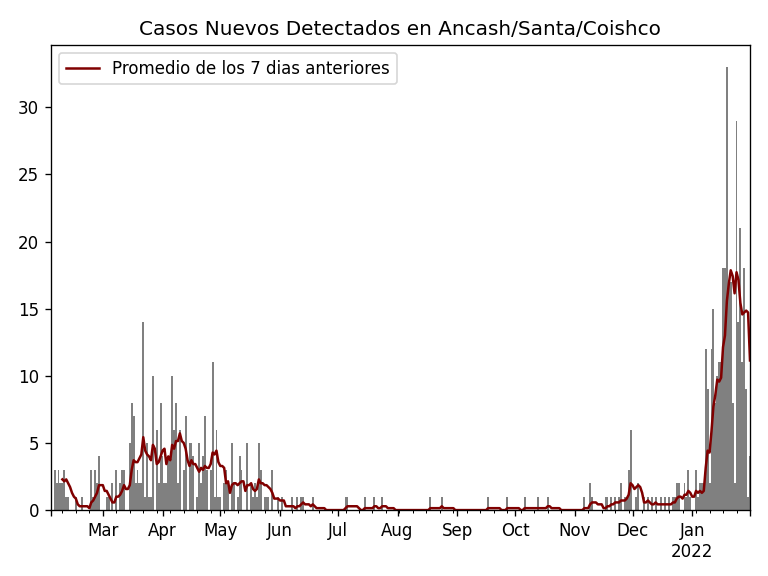 Casos Nuevos Detectados en Ancash/Santa/Coishco
Promedio de los 7 dias anteriores
30
25
20
15
10
5
0
Mar Apr May Jun Jul Aug Sep Oct Nov Dec Jan
2022